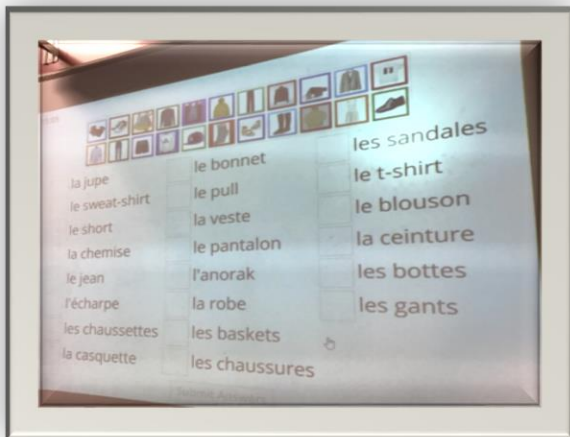 la jupe
le sweat-shirt
le short
la chemise
le jean
l'écharpe
les chaussettes
la casquette
le bonnet
le pull
la veste
le pantalon
l'anorak
la robe
les baskets
les chaussures
les sandales
le t-shirt
le blouson
la ceinture
les bottes
les gants
Submit Answers